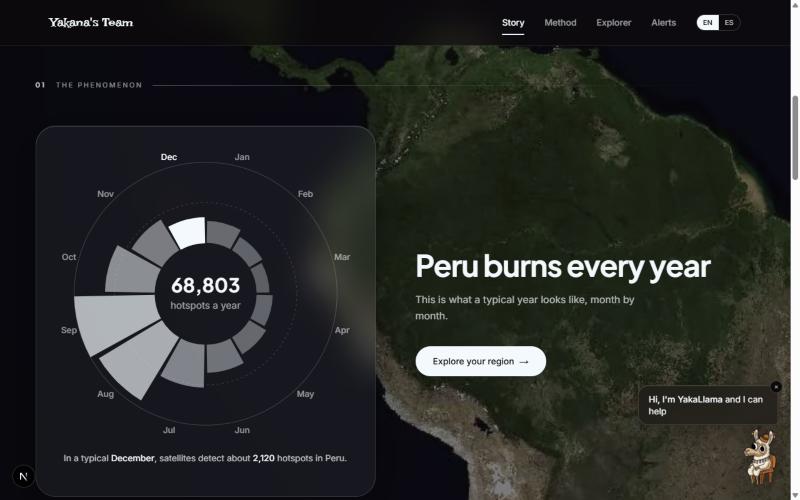 Yakana's Team
Story
Method
Explorer
Alerts
EN
ES
01 THE PHENOMENON
Dec
Jan
Nov
Feb
Oct
Mar
68,803
hotspots a year
Sep
Apr
Aug
May
Jul
Jun
In a typical December, satellites detect about 2,120 hotspots in Peru.
Peru burns every year
This is what a typical year looks like, month by
month.
Explore your region →
Hi, I'm YakaLlama and I can
help
N